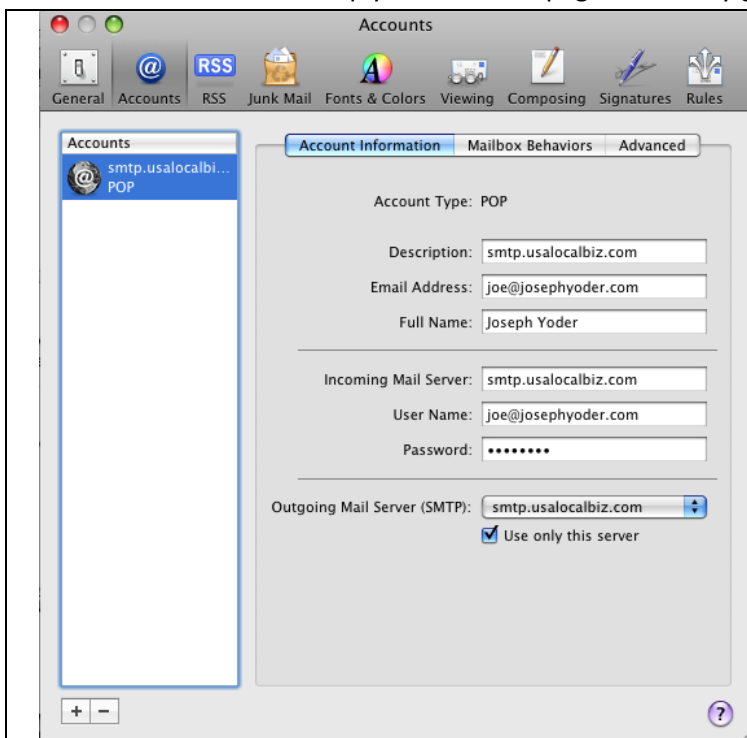 Accounts
General Accounts RSS Junk Mail Fonts & Colors Viewing Composing Signatures Rules
RSS
Accounts
smtp.usalocalbi...
POP
Account Information Mailbox Behaviors Advanced
Account Type: POP
Description: smtp.usalocalbiz.com
Email Address: joe@josephyoder.com
Full Name: Joseph Yoder
Incoming Mail Server: smtp.usalocalbiz.com
User Name: joe@josephyoder.com
Password: ••••••••
Outgoing Mail Server (SMTP): smtp.usalocalbiz.com
Use only this server
+ −
?